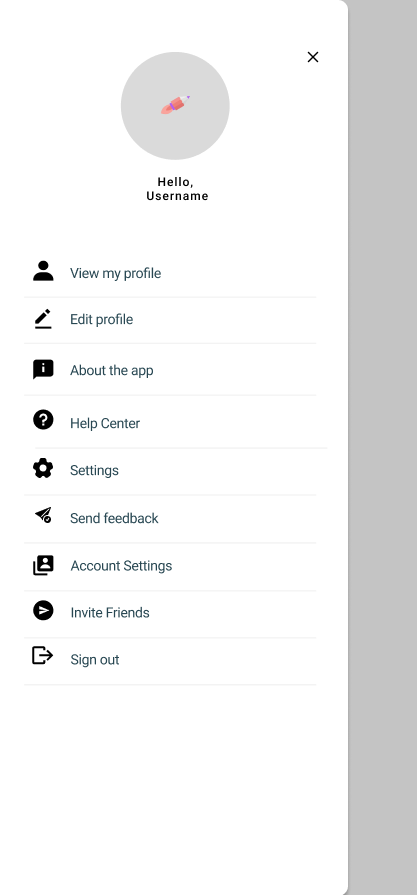 Hello,
Username
View my profile
Edit profile
About the app
Help Center
Settings
Send feedback
Account Settings
Invite Friends
Sign out